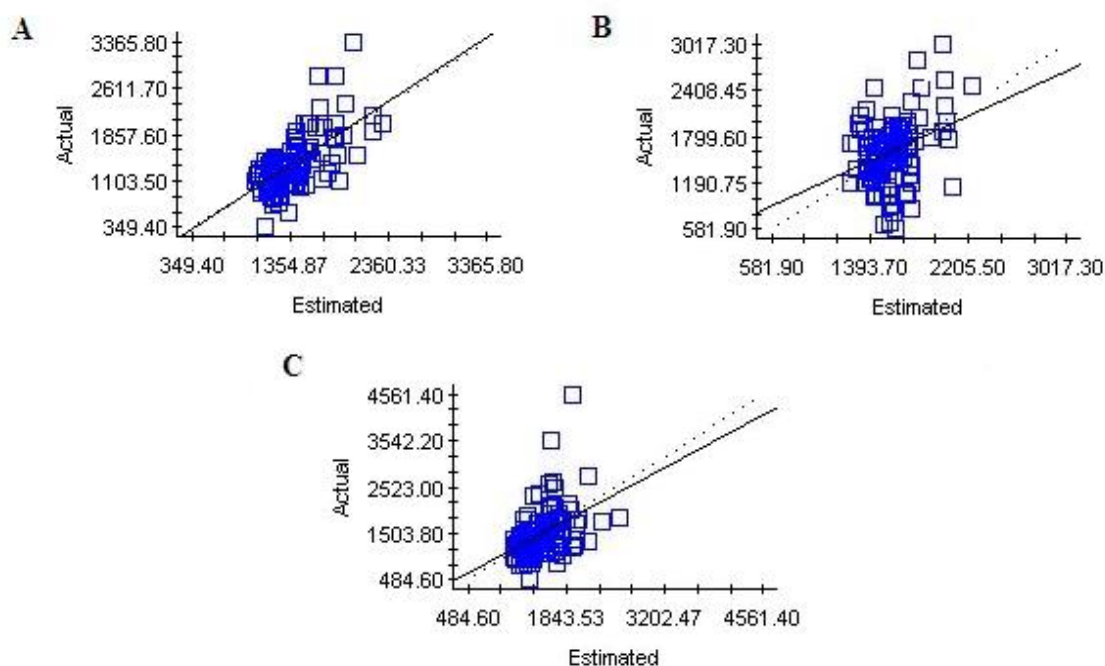 A
3365.80
2611.70
1857.60
1103.50
349.40
Actual
349.40 1354.87 2360.33 3365.80
Estimated
B
3017.30
2408.45
1799.60
1190.75
581.90
Actual
581.90 1393.70 2205.50 3017.30
Estimated
C
4561.40
3542.20
2523.00
1503.80
484.60
Actual
484.60 1843.53 3202.47 4561.40
Estimated